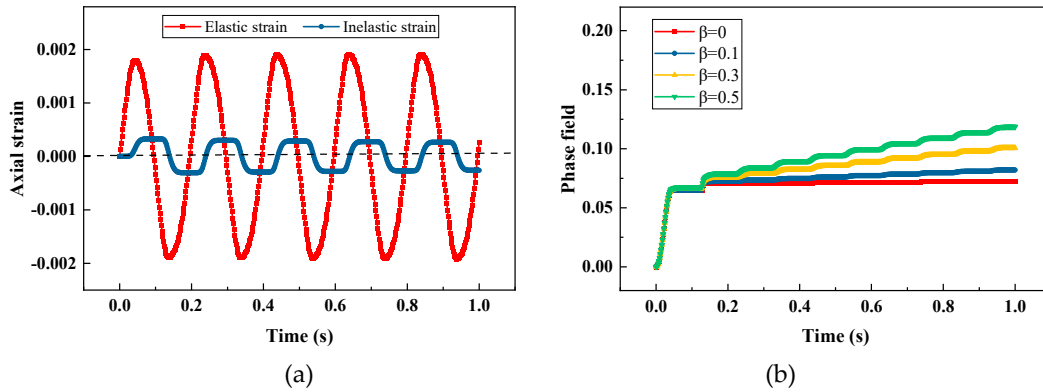 (a)
Elastic strain Inelastic strain
Axial strain
0.002
0.001
0.000
-0.001
-0.002
0.0 0.2 0.4 0.6 0.8 1.0
Time (s)
(a)
(b)
β=0
β=0.1
β=0.3
β=0.5
Phase field
0.20
0.15
0.10
0.05
0.00
0.0 0.2 0.4 0.6 0.8 1.0
Time (s)
(b)